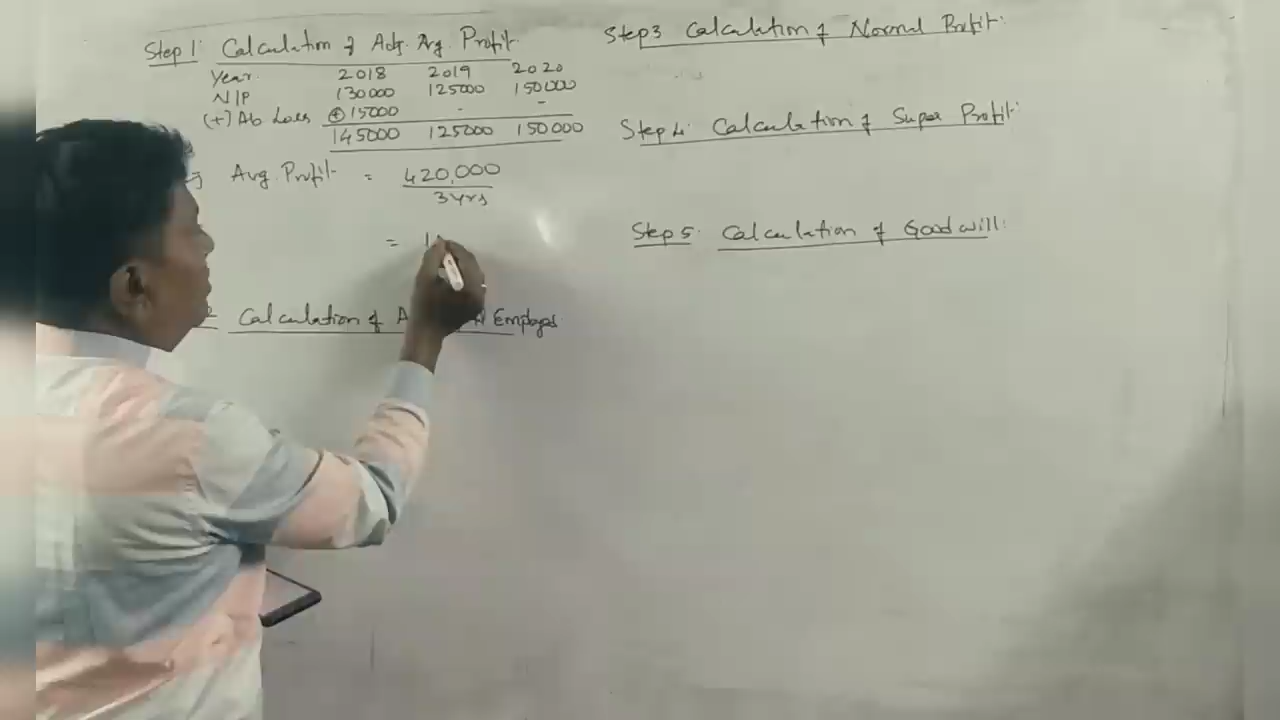 Step 1: Calculation of Adj. Avg. Profit
Year. 2018 2019 2020
N/P 130000 125000 150000
(+) Ab Loss + 15000 - -
145000 125000 150000
Avg. Profit = 420,000
3 yrs
=
Calculation of Employed
Step 3 Calculation of Normal Profit:
Step 4: Calculation of Super Profit:
Step 5: Calculation of Goodwill: